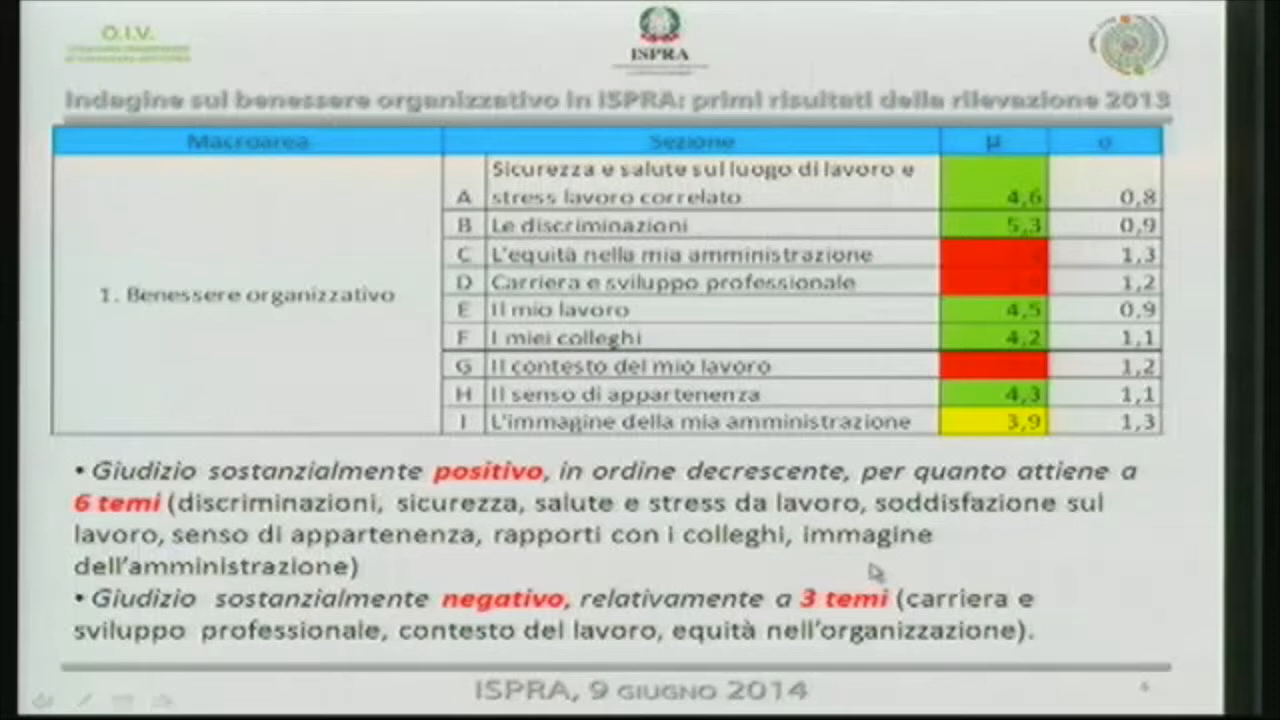 O.I.V.
ISPRA
Indagine sul benessere organizzativo in ISPRA: primi risultati della rilevazione 2013
Macroarea Sezione μ σ
1. Benessere organizzativo
A Sicurezza e salute sul luogo di lavoro e
stress lavoro correlato 4,6 0,8
B Le discriminazioni 5,3 0,9
C L'equità nella mia amministrazione 1,3
D Carriera e sviluppo professionale 1,2
E Il mio lavoro 4,5 0,9
F I miei colleghi 4,2 1,1
G Il contesto del mio lavoro 1,2
H Il senso di appartenenza 4,3 1,1
I L'immagine della mia amministrazione 3,9 1,3
• Giudizio sostanzialmente positivo, in ordine decrescente, per quanto attiene a
6 temi (discriminazioni, sicurezza, salute e stress da lavoro, soddisfazione sul
lavoro, senso di appartenenza, rapporti con i colleghi, immagine
dell'amministrazione)
• Giudizio sostanzialmente negativo, relativamente a 3 temi (carriera e
sviluppo professionale, contesto del lavoro, equità nell'organizzazione).
ISPRA, 9 GIUGNO 2014